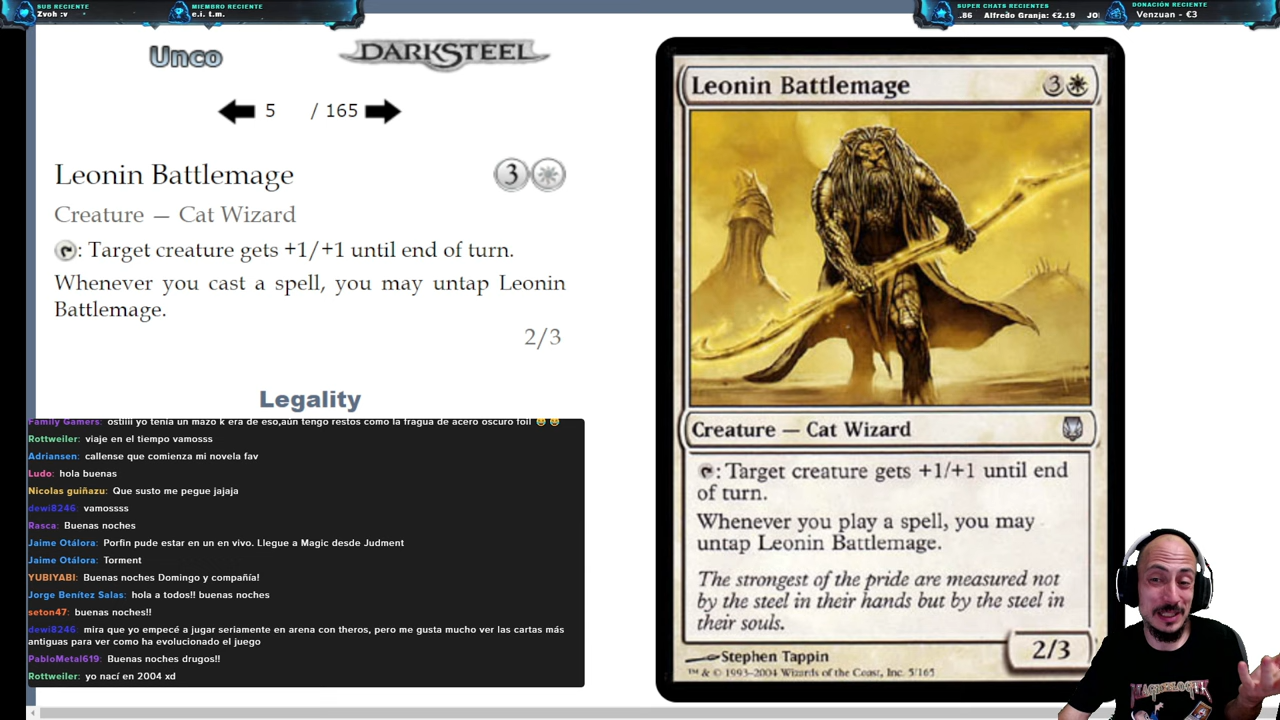 SUB RECIENTE
Zvoh :v
MIEMBRO RECIENTE
e.i. t.m.
SUPER CHATS RECIENTES
.86 Alfredo Granja: €2.19 JO
DONACIÓN RECIENTE
Venzuan - €3
Unco
DARKSTEEL
5 / 165
Leonin Battlemage 3
Creature — Cat Wizard
: Target creature gets +1/+1 until end of turn.
Whenever you cast a spell, you may untap Leonin
Battlemage.
2/3
Legality
Family Gamers: ostiiii yo tenía un mazo k era de eso,aún tengo restos como la fragua de acero oscuro foil 😂 😂
Rottweiler: viaje en el tiempo vamosss
Adriansen: callense que comienza mi novela fav
Ludo: hola buenas
Nicolas guiñazu: Que susto me pegue jajaja
dewi8246: vamossss
Rasca: Buenas noches
Jaime Otálora: Porfin pude estar en un en vivo. Llegue a Magic desde Judment
Jaime Otálora: Torment
YUBIYABI: Buenas noches Domingo y compañía!
Jorge Benítez Salas: hola a todos!! buenas noches
seton47: buenas noches!!
dewi8246: mira que yo empecé a jugar seriamente en arena con theros, pero me gusta mucho ver las cartas más
antiguas para ver como ha evolucionado el juego
PabloMetal619: Buenas noches drugos!!
Rottweiler: yo nací en 2004 xd
Leonin Battlemage 3
Creature — Cat Wizard
: Target creature gets +1/+1 until end
of turn.
Whenever you play a spell, you may
untap Leonin Battlemage.
The strongest of the pride are measured not
by the steel in their hands but by the steel in
their souls.
2/3
Stephen Tappin
™ & © 1993–2004 Wizards of the Coast, Inc. 5/165